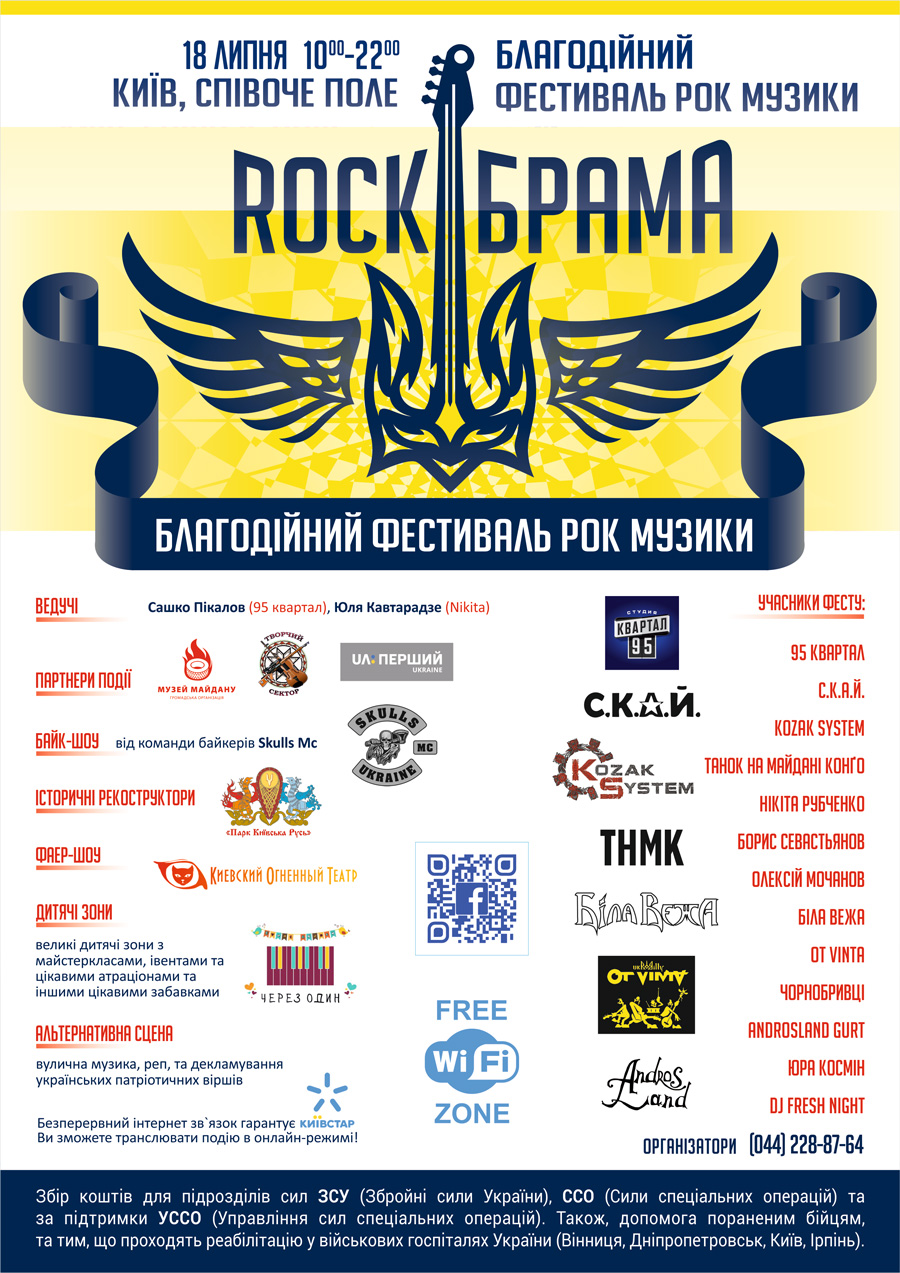 18 ЛИПНЯ 10⁰⁰-22⁰⁰
КИЇВ, СПІВОЧЕ ПОЛЕ
БЛАГОДІЙНИЙ
ФЕСТИВАЛЬ РОК МУЗИКИ
ROCK БРАМА
БЛАГОДІЙНИЙ ФЕСТИВАЛЬ РОК МУЗИКИ
ВЕДУЧІ
Сашко Пікалов (95 квартал), Юля Кавтарадзе (Nikita)
ПАРТНЕРИ ПОДІЇ
МУЗЕЙ МАЙДАНУ
ГРОМАДСЬКА ОРГАНІЗАЦІЯ
ТВОРЧИЙ
СЕКТОР
UA:ПЕРШИЙ
UKRAINE
БАЙК-ШОУ
від команди байкерів Skulls Mc
SKULLS
MC
UKRAINE
ІСТОРИЧНІ РЕКОСТРУКТОРИ
«Парк Київська Русь»
ФАЕР-ШОУ
Киевский Огненный Театр
ДИТЯЧІ ЗОНИ
великі дитячі зони з
майстеркласами, івентами та
цікавими атраціонами та
іншими цікавими забавками
ЧЕРЕЗ ОДИН
АЛЬТЕРНАТИВНА СЦЕНА
вулична музика, реп, та декламування
українських патріотичних віршів
Безперервний інтернет зв`язок гарантує КИЇВСТАР
Ви зможете транслювати подію в онлайн-режимі!
FREE
Wi Fi
ZONE
СТУДИЯ
КВАРТАЛ
95
С.К.А.Й.
KOZAK
SYSTEM
ТНМК
Біла Вежа
ОТ VINTA
Andros
Land
УЧАСНИКИ ФЕСТУ:
95 КВАРТАЛ
С.К.А.Й.
KOZAK SYSTEM
ТАНОК НА МАЙДАНІ КОНҐО
НІКІТА РУБЧЕНКО
БОРИС СЕВАСТЬЯНОВ
ОЛЕКСІЙ МОЧАНОВ
БІЛА ВЕЖА
OT VINTA
ЧОРНОБРИВЦІ
ANDROSLAND GURT
ЮРА КОСМІН
DJ FRESH NIGHT
ОРГАНІЗАТОРИ (044) 228-87-64
Збір коштів для підрозділів сил ЗСУ (Збройні сили України), ССО (Сили спеціальних операцій) та
за підтримки УССО (Управління сил спеціальних операцій). Також, допомога пораненим бійцям,
та тим, що проходять реабілітацію у військових госпіталях України (Вінниця, Дніпропетровськ, Київ, Ірпінь).